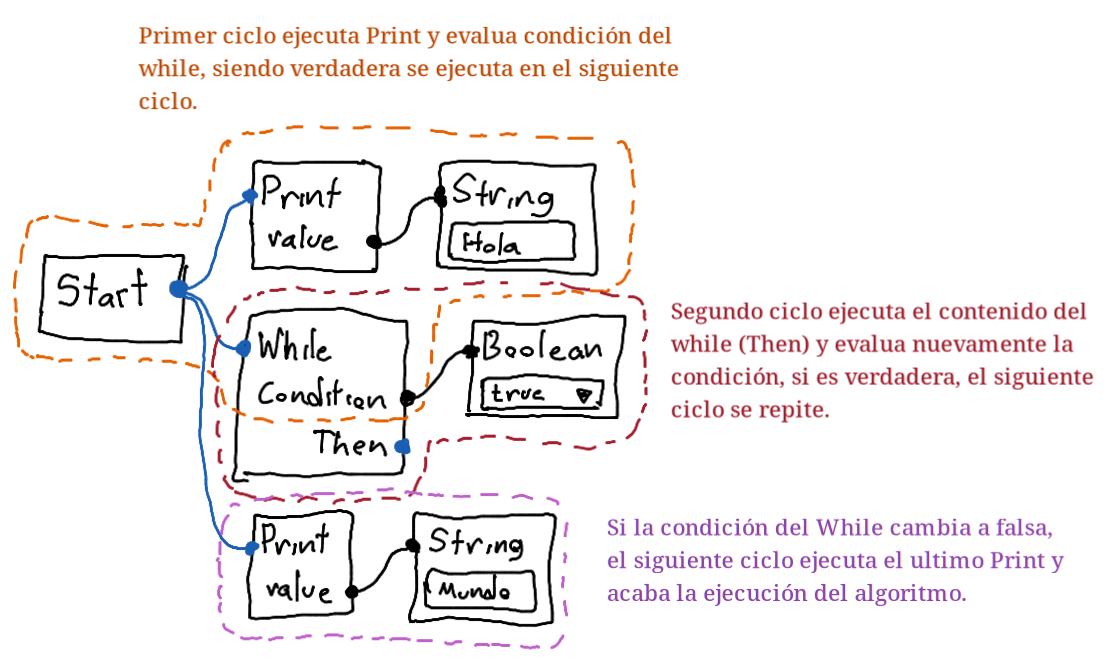 Primer ciclo ejecuta Print y evalua condición del
while, siendo verdadera se ejecuta en el siguiente
ciclo.
Print
value
String
Hola
Start
While
Condition
Then
Boolean
true
Segundo ciclo ejecuta el contenido del
while (Then) y evalua nuevamente la
condición, si es verdadera, el siguiente
ciclo se repite.
Print
value
String
Mundo
Si la condición del While cambia a falsa,
el siguiente ciclo ejecuta el ultimo Print y
acaba la ejecución del algoritmo.